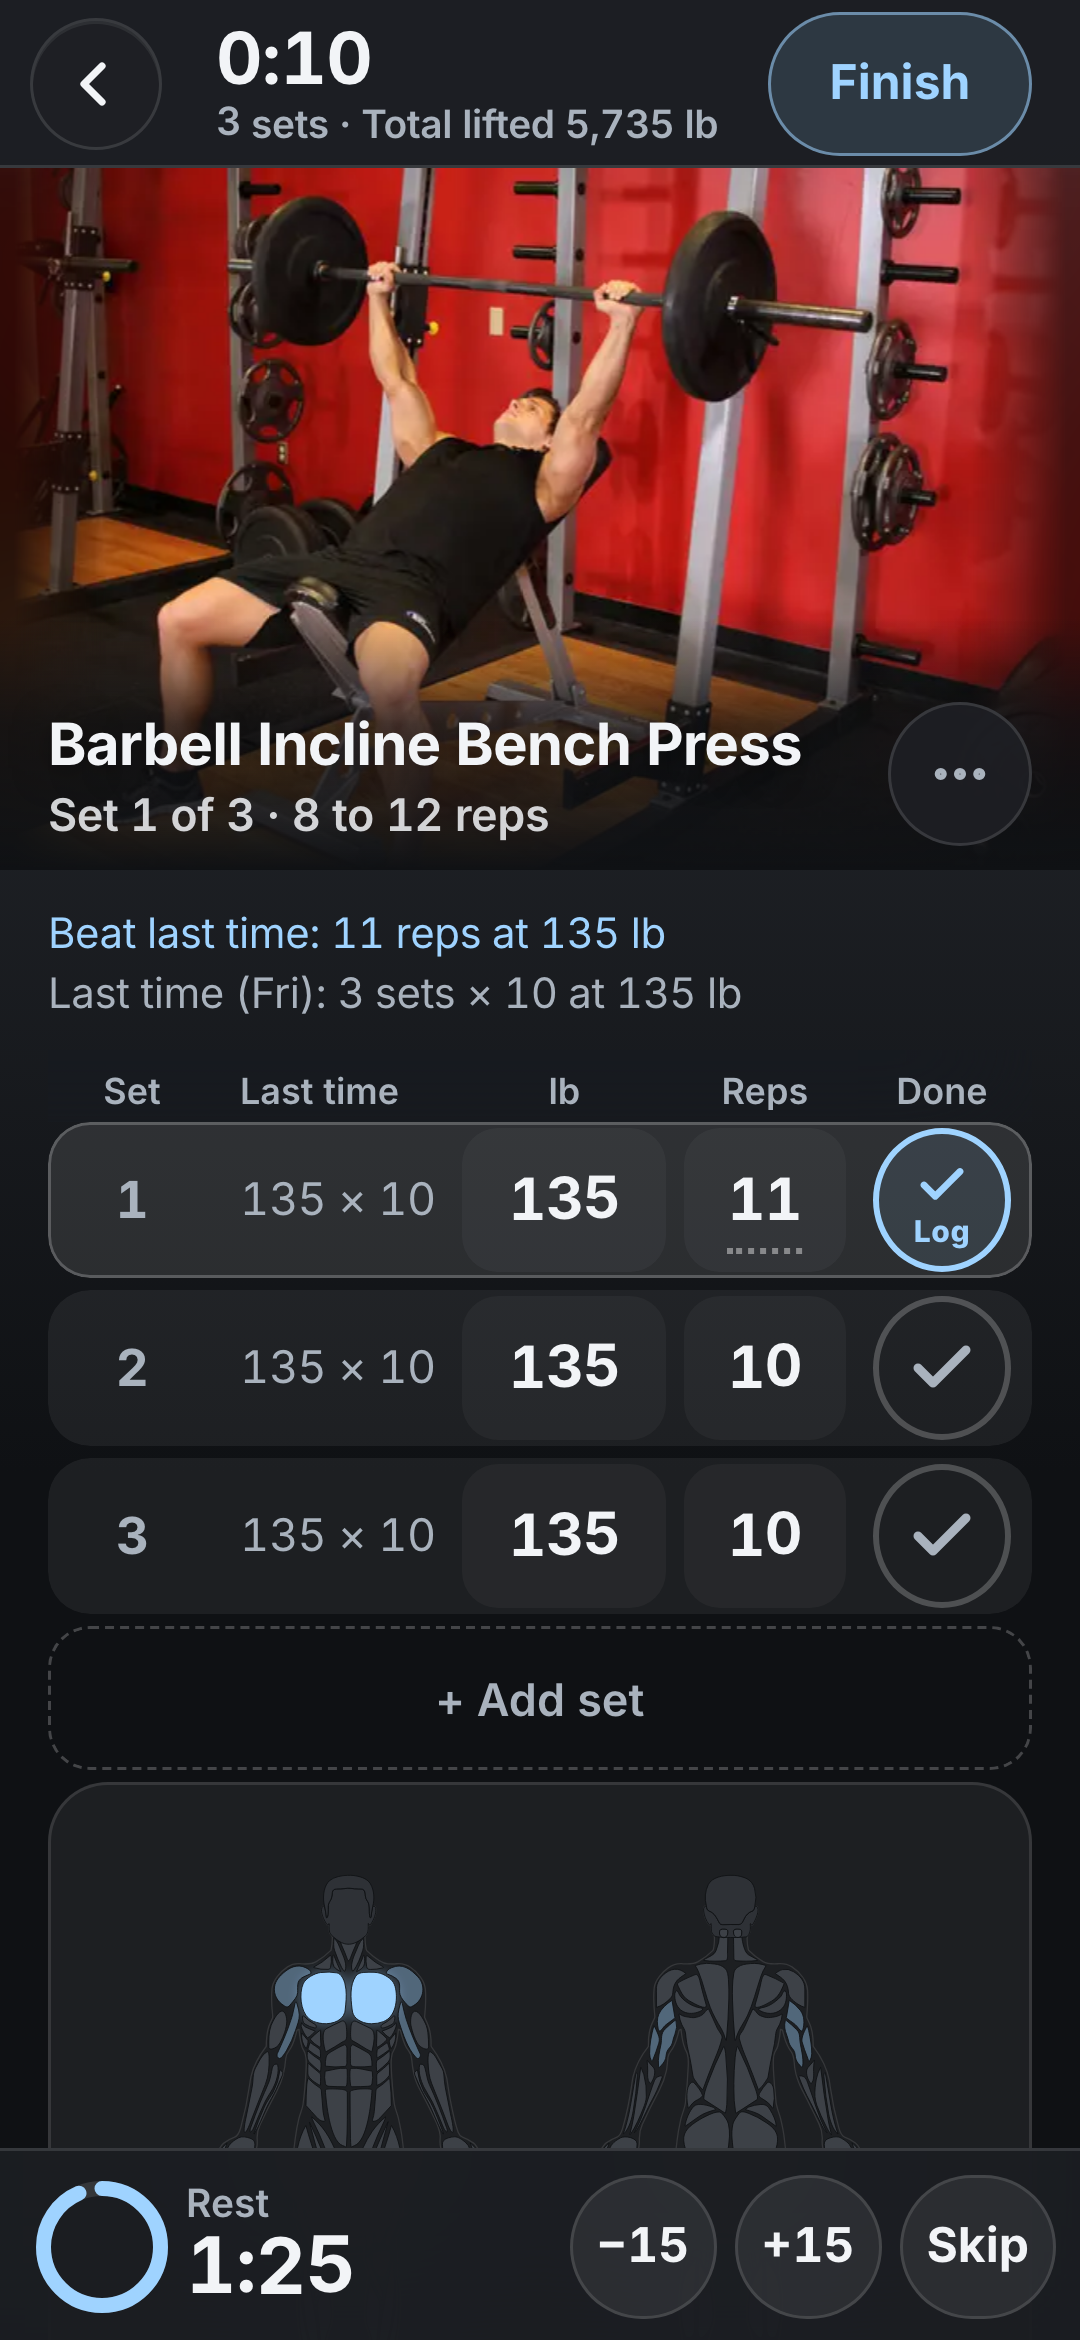 0:10
3 sets · Total lifted 5,735 lb
Finish
Barbell Incline Bench Press
Set 1 of 3 · 8 to 12 reps
Beat last time: 11 reps at 135 lb
Last time (Fri): 3 sets × 10 at 135 lb
Set Last time lb Reps Done
1 135 × 10 135 11 Log
2 135 × 10 135 10
3 135 × 10 135 10
+ Add set
Rest
1:25
−15 +15 Skip